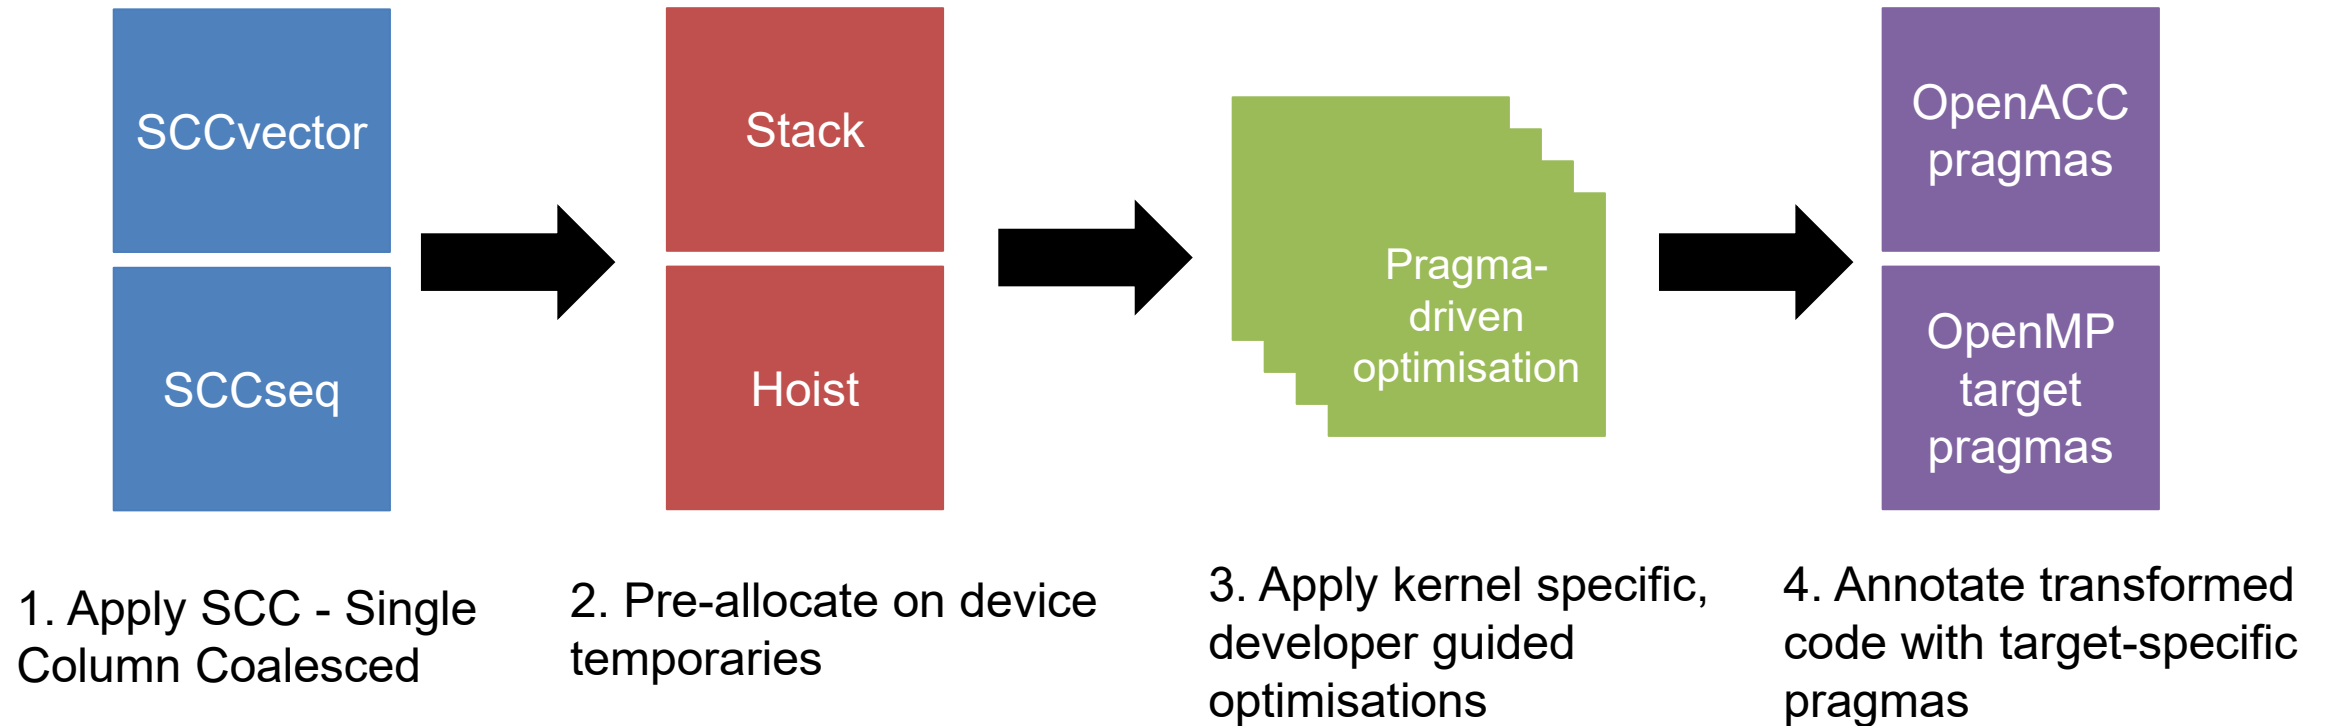 SCCvector
SCCseq
Stack
Hoist
Pragma-
driven
optimisation
OpenACC
pragmas
OpenMP
target
pragmas
1. Apply SCC - Single
Column Coalesced
2. Pre-allocate on device
temporaries
3. Apply kernel specific,
developer guided
optimisations
4. Annotate transformed
code with target-specific
pragmas